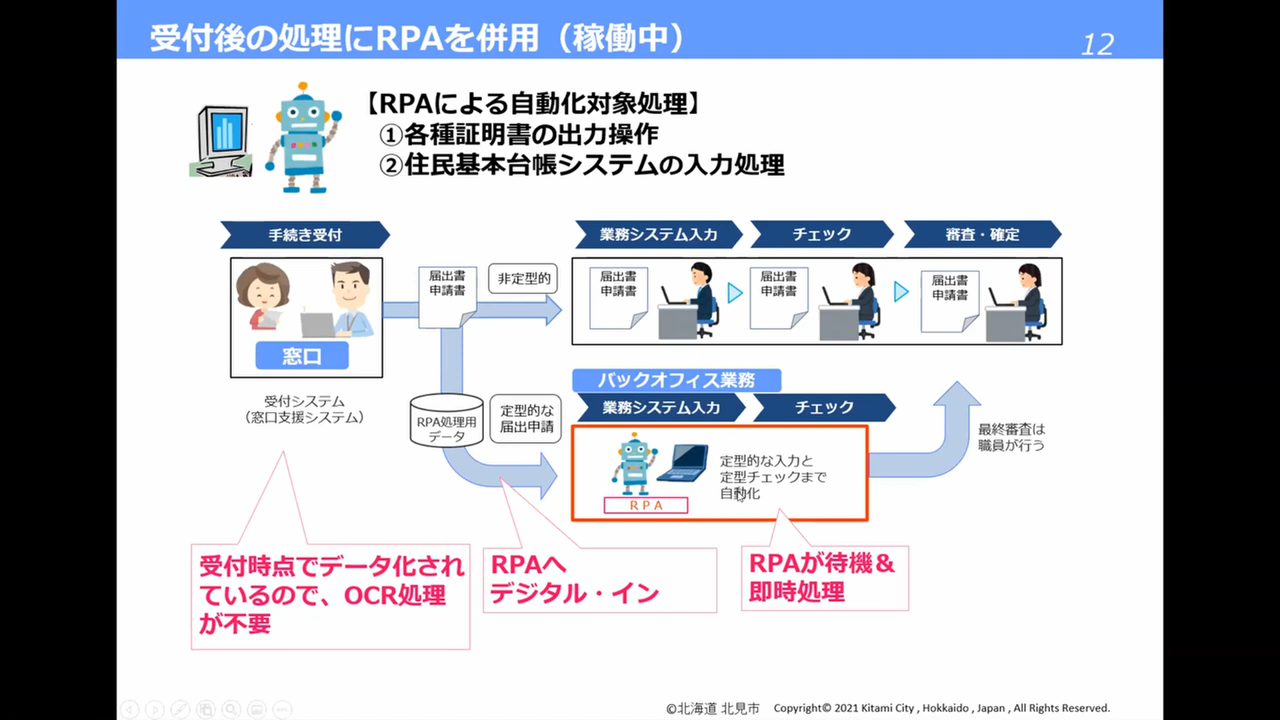 受付後の処理にRPAを併用（稼働中）
12
【RPAによる自動化対象処理】
①各種証明書の出力操作
②住民基本台帳システムの入力処理
手続き受付
業務システム入力
チェック
審査・確定
届出書
申請書
非定型的
届出書
申請書
届出書
申請書
届出書
申請書
窓口
受付システム
（窓口支援システム）
バックオフィス業務
業務システム入力
チェック
RPA処理用
データ
定型的な
届出申請
定型的な入力と
定型チェックまで
自動化
RPA
最終審査は
職員が行う
受付時点でデータ化され
ているので、OCR処理
が不要
RPAへ
デジタル・イン
RPAが待機＆
即時処理
©北海道 北見市 Copyright© 2021 Kitami City , Hokkaido , Japan , All Rights Reserved.